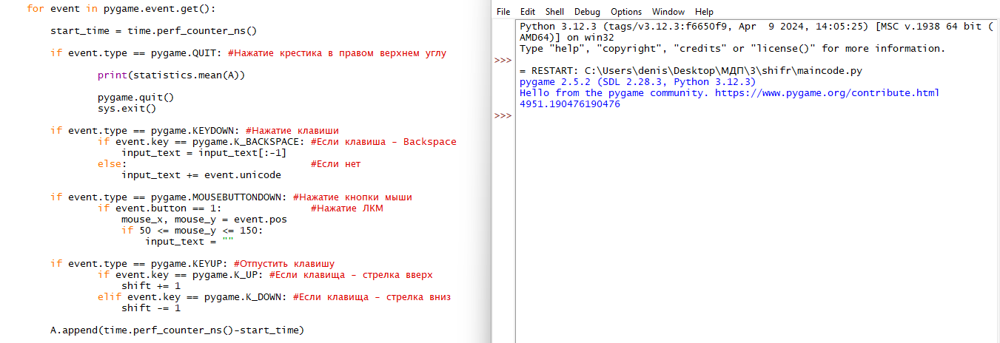 for event in pygame.event.get():
start_time = time.perf_counter_ns()
if event.type == pygame.QUIT: #Нажатие крестика в правом верхнем углу
print(statistics.mean(A))
pygame.quit()
sys.exit()
if event.type == pygame.KEYDOWN: #Нажатие клавиши
if event.key == pygame.K_BACKSPACE: #Если клавиша - Backspace
input_text = input_text[:-1]
else: #Если нет
input_text += event.unicode
if event.type == pygame.MOUSEBUTTONDOWN: #Нажатие кнопки мыши
if event.button == 1: #Нажатие ЛКМ
mouse_x, mouse_y = event.pos
if 50 <= mouse_y <= 150:
input_text = ""
if event.type == pygame.KEYUP: #Отпустить клавишу
if event.key == pygame.K_UP: #Если клавища - стрелка вверх
shift += 1
elif event.key == pygame.K_DOWN: #Если клавища - стрелка вниз
shift -= 1
A.append(time.perf_counter_ns()-start_time)
File Edit Shell Debug Options Window Help
Python 3.12.3 (tags/v3.12.3:f6650f9, Apr  9 2024, 14:05:25) [MSC v.1938 64 bit (
AMD64)] on win32
Type "help", "copyright", "credits" or "license()" for more information.
>>>
= RESTART: C:\Users\denis\Desktop\МДП\3\shifr\maincode.py
pygame 2.5.2 (SDL 2.28.3, Python 3.12.3)
Hello from the pygame community. https://www.pygame.org/contribute.html
4951.190476190476
>>>